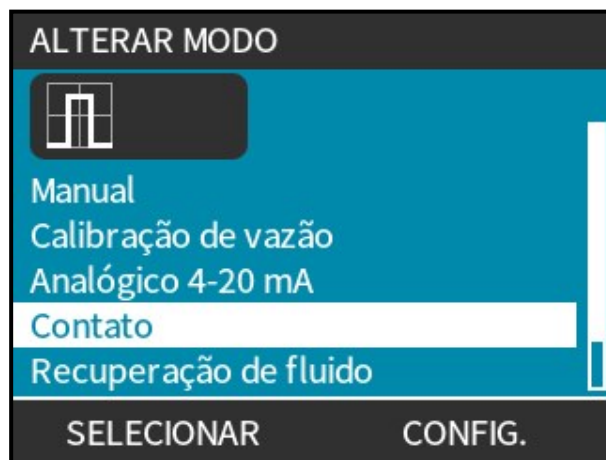 ALTERAR MODO
Manual
Calibração de vazão
Analógico 4-20 mA
Contato
Recuperação de fluido
SELECIONAR CONFIG.